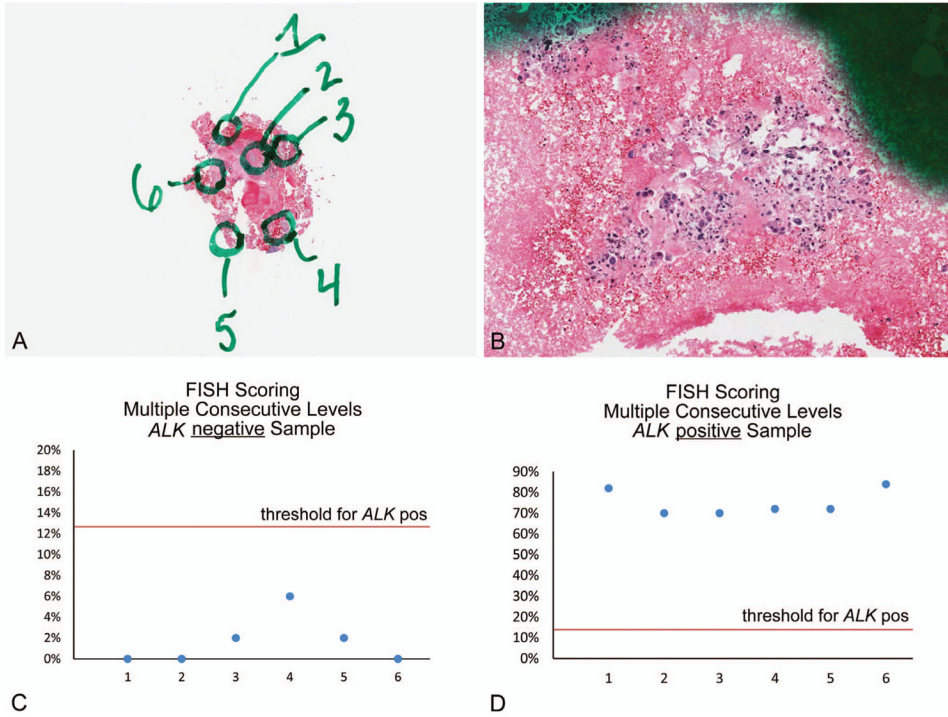 1
2
3
6
4
5
A
B
FISH Scoring
Multiple Consecutive Levels
ALK negative Sample
20%
18%
16%
14%
threshold for ALK pos
12%
10%
8%
6%
4%
2%
0%
1 2 3 4 5 6
C
FISH Scoring
Multiple Consecutive Levels
ALK positive Sample
90%
80%
70%
60%
50%
40%
30%
20%
threshold for ALK pos
10%
0%
1 2 3 4 5 6
D